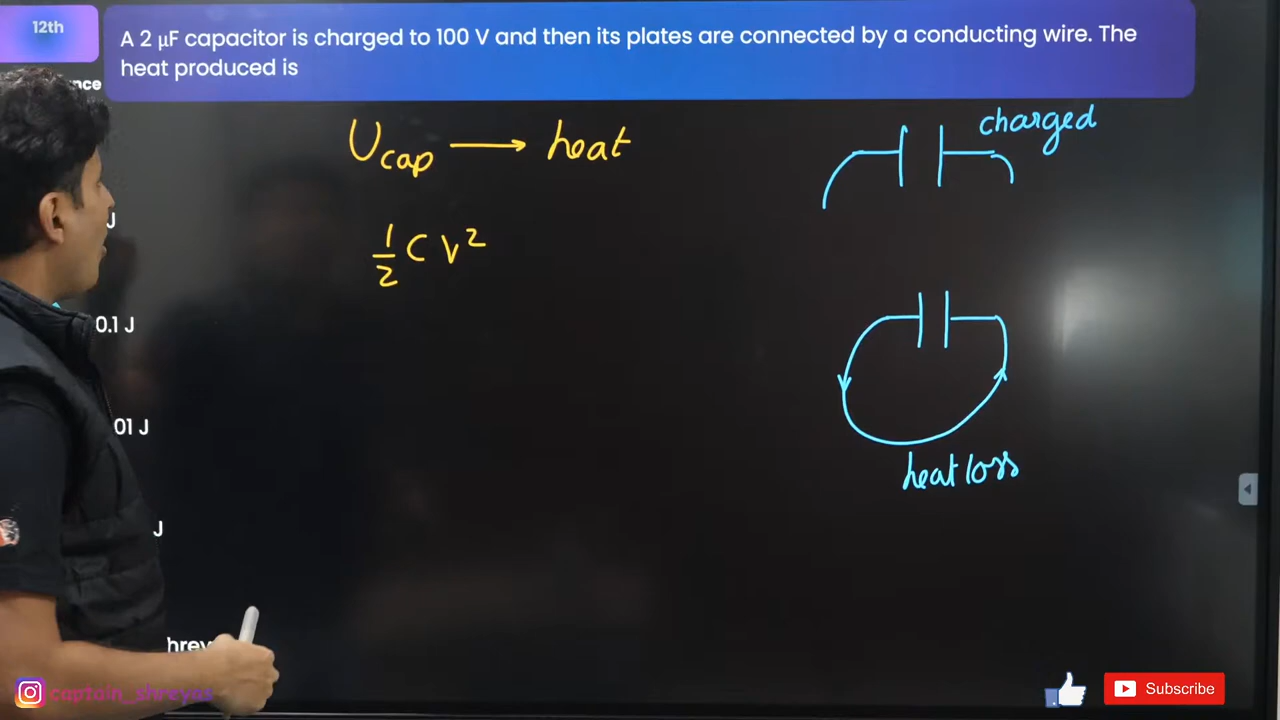 12th
A 2 μF capacitor is charged to 100 V and then its plates are connected by a conducting wire. The
heat produced is
U cap → heat
charged
1/2 C V²
J
0.1 J
01 J
J
heat loss
captain_shreyas
Subscribe